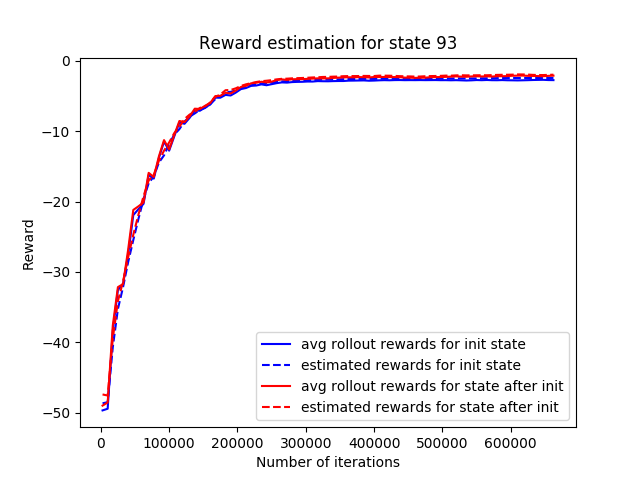 Reward estimation for state 93
0
−10
−20
−30
−40
−50
Reward
avg rollout rewards for init state
estimated rewards for init state
avg rollout rewards for state after init
estimated rewards for state after init
0 100000 200000 300000 400000 500000 600000
Number of iterations